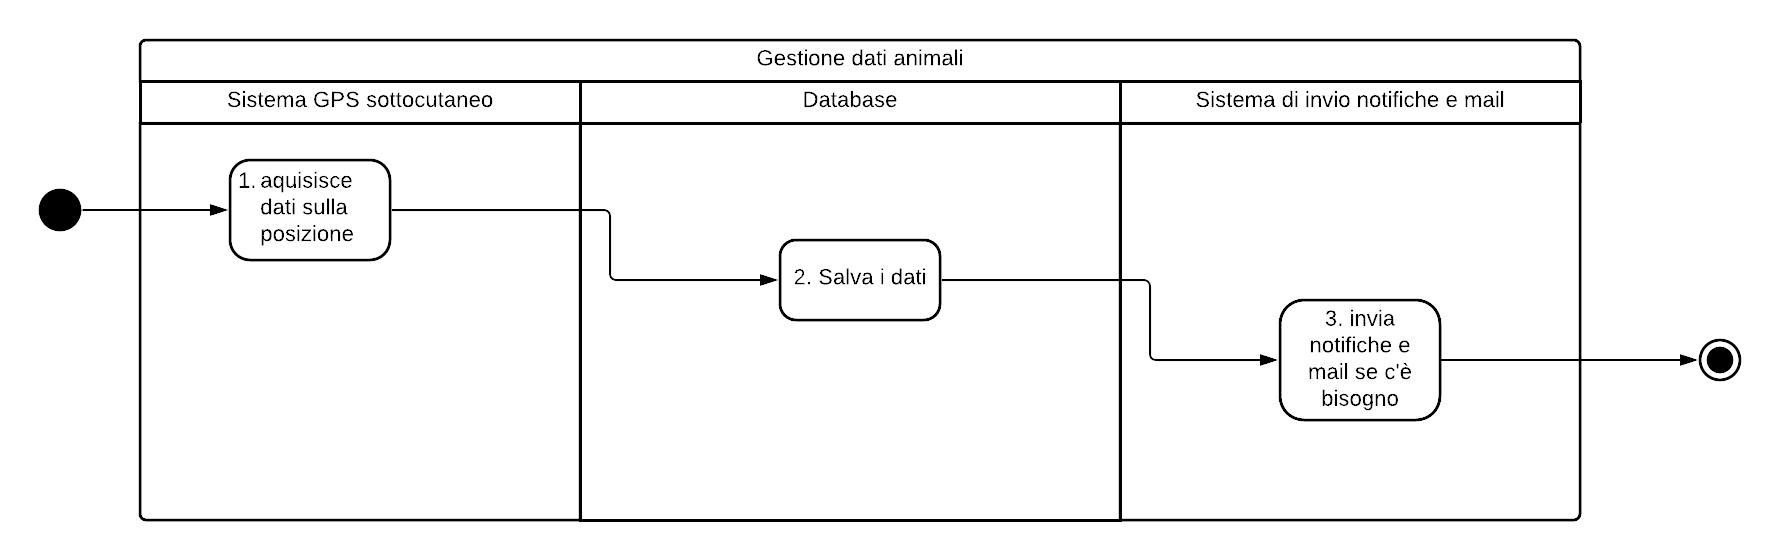 Gestione dati animali
Sistema GPS sottocutaneo
Database
Sistema di invio notifiche e mail
1. aquisisce
dati sulla
posizione
2. Salva i dati
3. invia
notifiche e
mail se c'è
bisogno